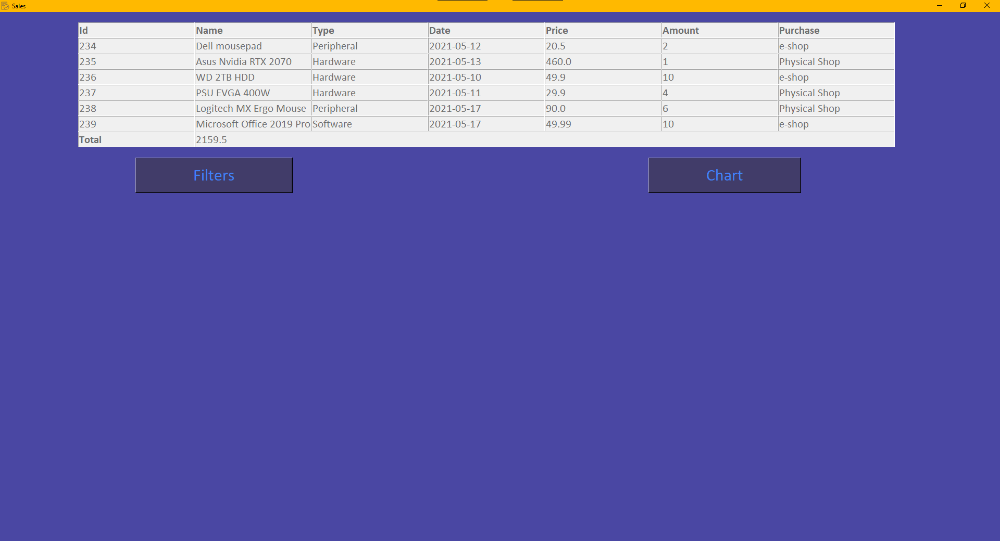 Sales
Id Name Type Date Price Amount Purchase
234 Dell mousepad Peripheral 2021-05-12 20.5 2 e-shop
235 Asus Nvidia RTX 2070 Hardware 2021-05-13 460.0 1 Physical Shop
236 WD 2TB HDD Hardware 2021-05-10 49.9 10 e-shop
237 PSU EVGA 400W Hardware 2021-05-11 29.9 4 Physical Shop
238 Logitech MX Ergo Mouse Peripheral 2021-05-17 90.0 6 Physical Shop
239 Microsoft Office 2019 Pro Software 2021-05-17 49.99 10 e-shop
Total 2159.5
Filters Chart